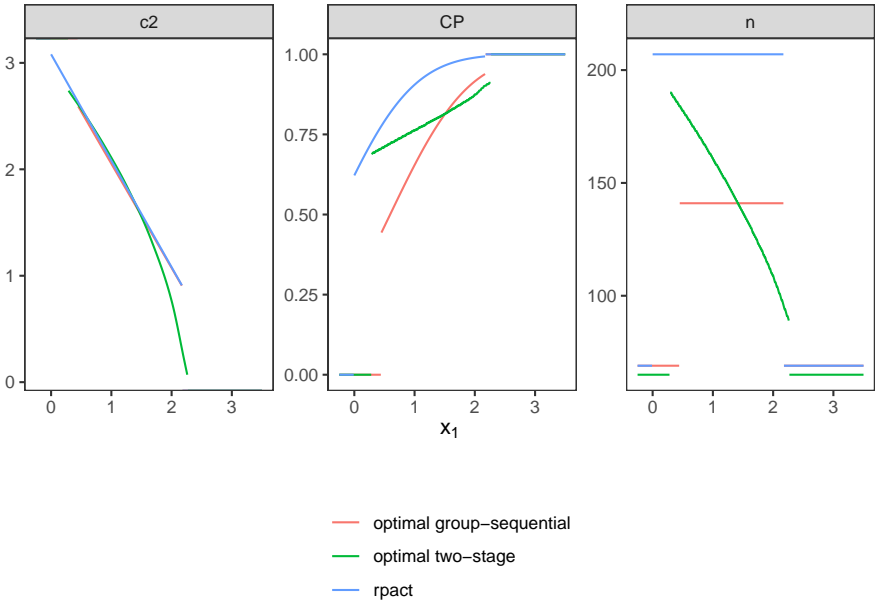 c2 CP n
3
2
1
0
1.00
0.75
0.50
0.25
0.00
200
150
100
0 1 2 3 0 1 2 3 0 1 2 3
x1
optimal group−sequential
optimal two−stage
rpact